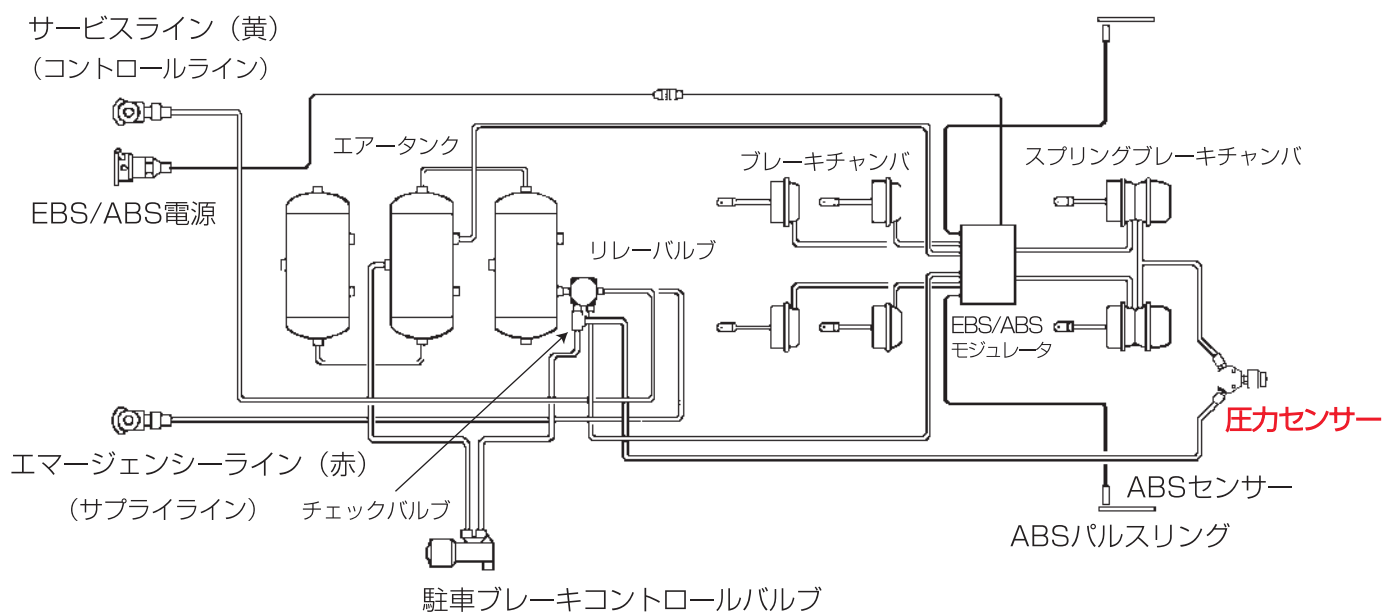 サービスライン（黄）
（コントロールライン）
エアータンク
ブレーキチャンバ
スプリングブレーキチャンバ
EBS/ABS電源
リレーバルブ
EBS/ABS
モジュレータ
圧力センサー
エマージェンシーライン（赤）
（サプライライン）
チェックバルブ
ABSセンサー
ABSパルスリング
駐車ブレーキコントロールバルブ